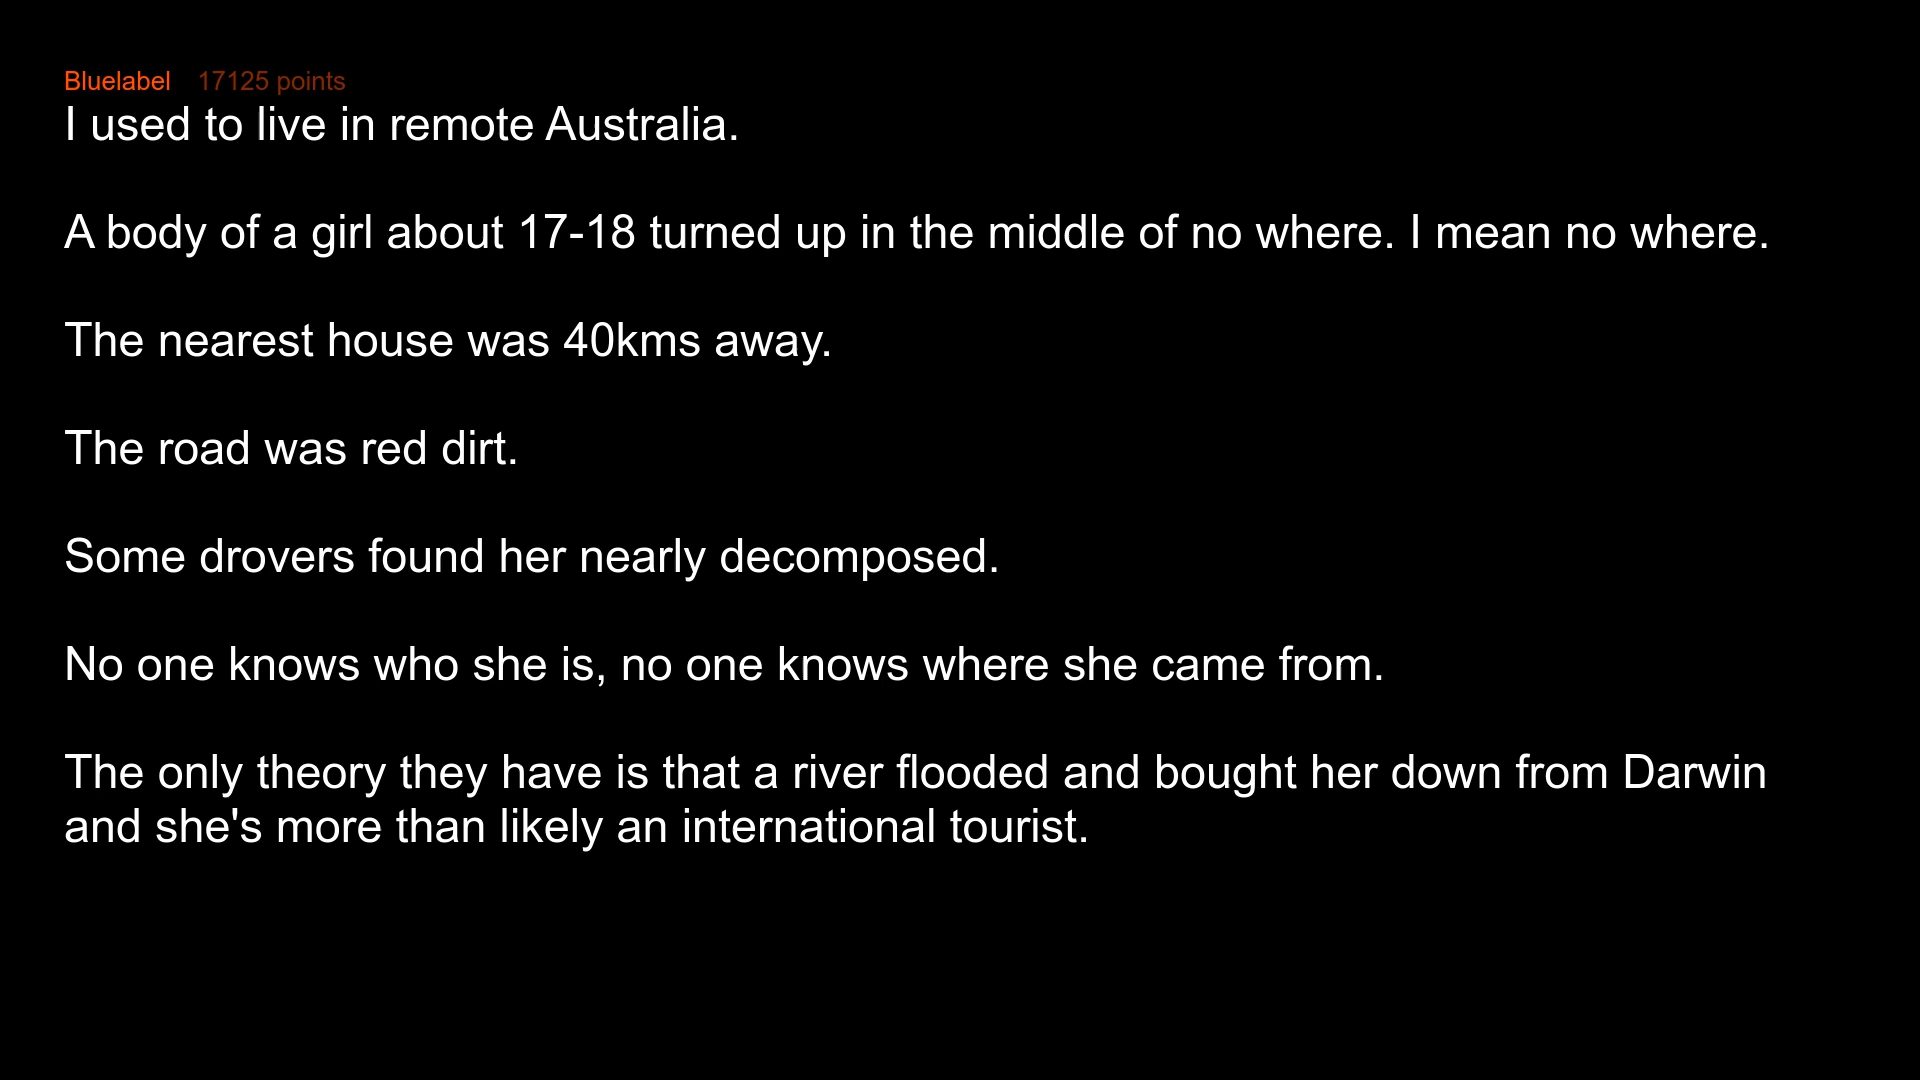 Bluelabel 17125 points
I used to live in remote Australia.
A body of a girl about 17-18 turned up in the middle of no where. I mean no where.
The nearest house was 40kms away.
The road was red dirt.
Some drovers found her nearly decomposed.
No one knows who she is, no one knows where she came from.
The only theory they have is that a river flooded and bought her down from Darwin
and she's more than likely an international tourist.